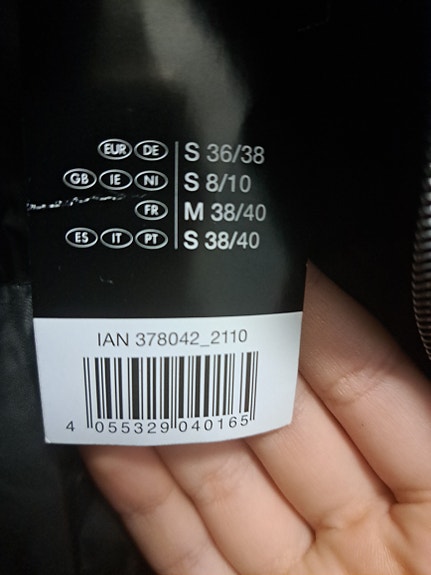 EUR DE S 36/38
GB IE NI S 8/10
FR M 38/40
ES IT PT S 38/40
IAN 378042_2110
4 055329 040165